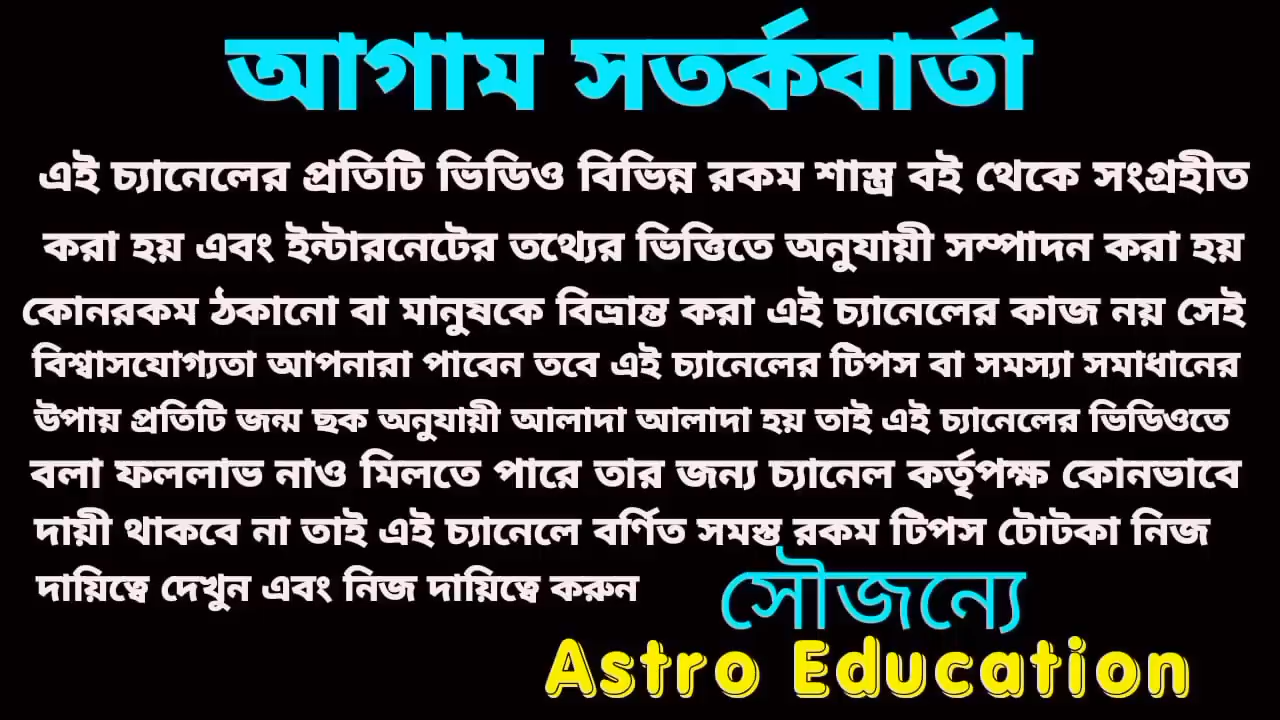 আগাম সতর্কবার্তা
এই চ্যানেলের প্রতিটি ভিডিও বিভিন্ন রকম শাস্ত্র বই থেকে সংগ্রহীত
করা হয় এবং ইন্টারনেটের তথ্যের ভিত্তিতে অনুযায়ী সম্পাদন করা হয়
কোনরকম ঠকানো বা মানুষকে বিভ্রান্ত করা এই চ্যানেলের কাজ নয় সেই
বিশ্বাসযোগ্যতা আপনারা পাবেন তবে এই চ্যানেলের টিপস বা সমস্যা সমাধানের
উপায় প্রতিটি জন্ম ছক অনুযায়ী আলাদা আলাদা হয় তাই এই চ্যানেলের ভিডিওতে
বলা ফললাভ নাও মিলতে পারে তার জন্য চ্যানেল কর্তৃপক্ষ কোনভাবে
দায়ী থাকবে না তাই এই চ্যানেলে বর্ণিত সমস্ত রকম টিপস টোটকা নিজ
দায়িত্বে দেখুন এবং নিজ দায়িত্বে করুন
সৌজন্যে
Astro Education